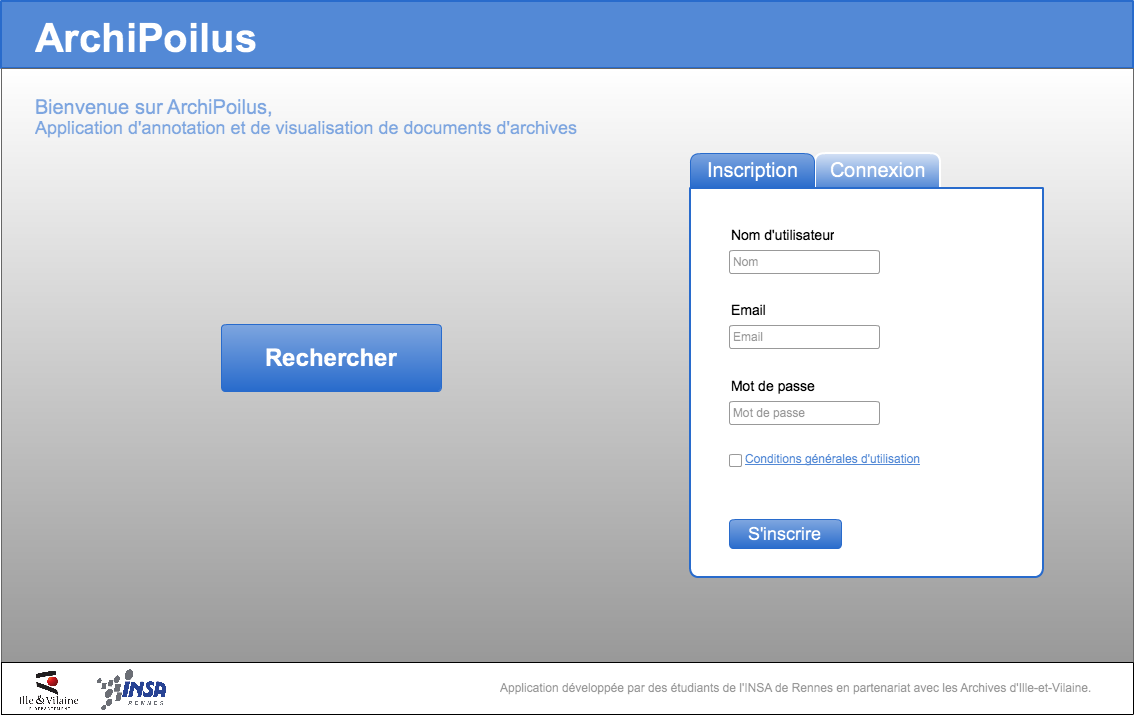 ArchiPoilus
Bienvenue sur ArchiPoilus,
Application d'annotation et de visualisation de documents d'archives
Inscription
Connexion
Nom d'utilisateur
Nom
Email
Email
Mot de passe
Mot de passe
Conditions générales d'utilisation
S'inscrire
Rechercher
Ille & Vilaine
INSA
RENNES
Application développée par des étudiants de l'INSA de Rennes en partenariat avec les Archives d'Ille-et-Vilaine.